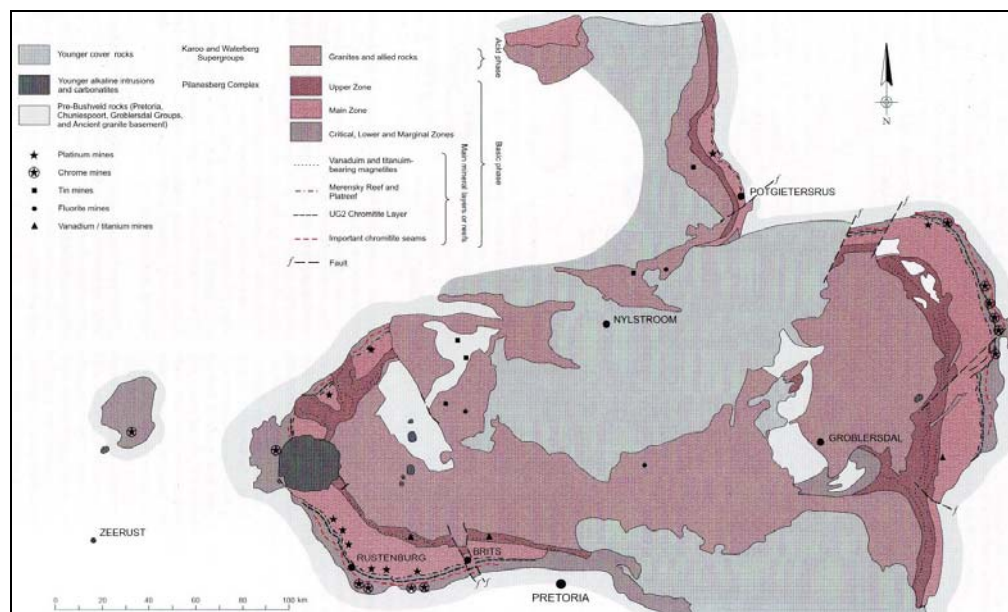 Younger cover rocks
Karoo and Waterberg
Supergroups
Younger alkaline intrusions
and carbonatites
Pilanesberg Complex
Pre-Bushveld rocks (Pretoria,
Chuniespoort, Groblersdal Groups,
and Ancient granite basement)
Platinum mines
Chrome mines
Tin mines
Fluorite mines
Vanadium / titanium mines
Granites and allied rocks
Acid phase
Upper Zone
Main Zone
Critical, Lower and Marginal Zones
Basic phase
Vanaduim and titanuim-
bearing magnetites
Merensky Reef and
Platreef
UG2 Chromitite Layer
Important chromitite seams
Main mineral layers or reefs
f
Fault
N
f
POTGIETERSRUS
NYLSTROOM
GROBLERSDAL
f
ZEERUST
RUSTENBURG
BRITS
f
f
PRETORIA
0 20 40 60 80 100 km